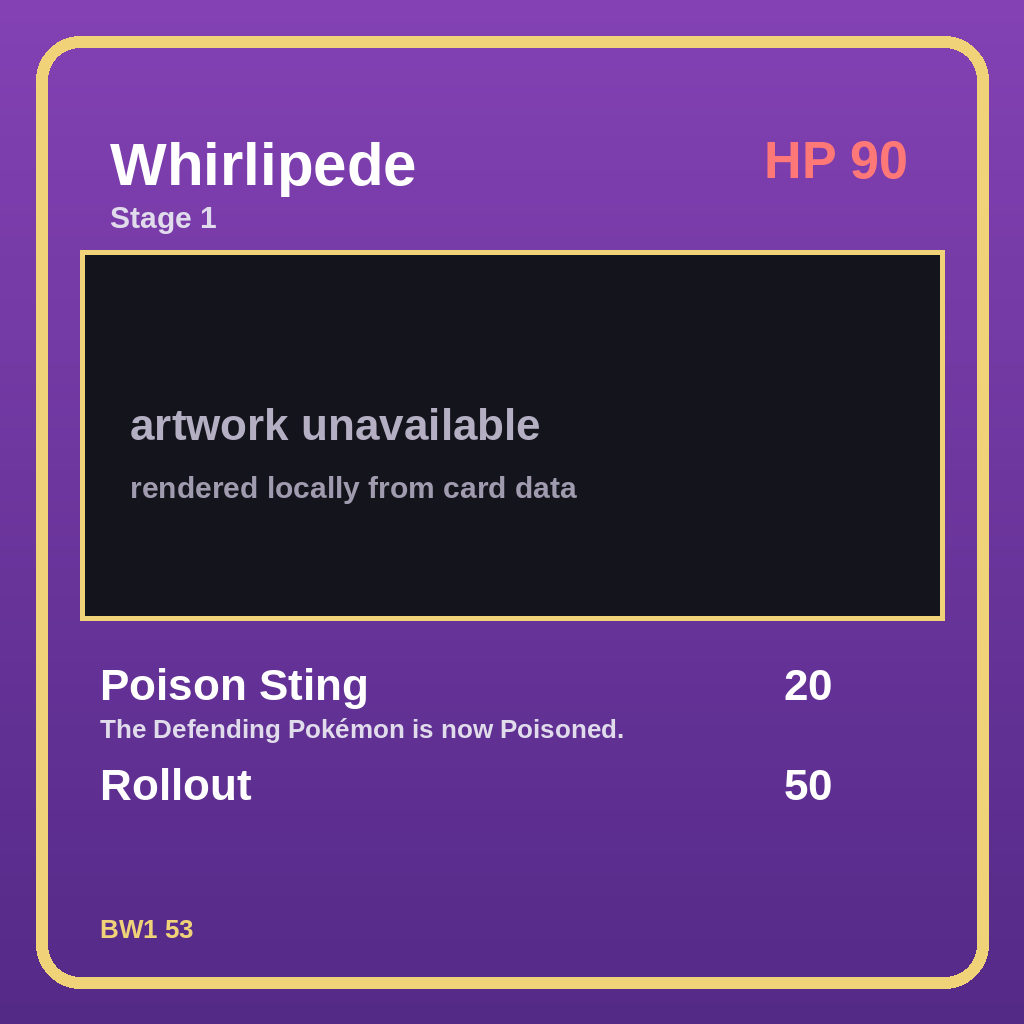 Whirlipede
HP 90
Stage 1
artwork unavailable
rendered locally from card data
Poison Sting
20
The Defending Pokémon is now Poisoned.
Rollout
50
BW1 53